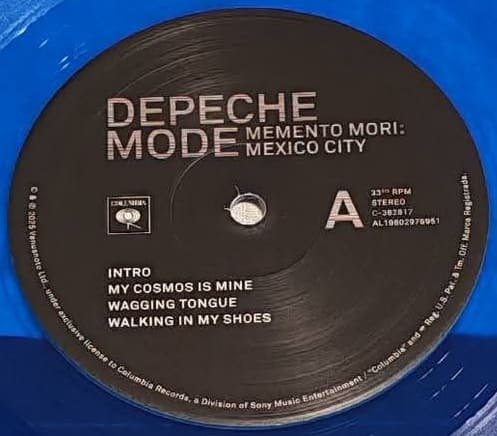 DEPECHE
MODE MEMENTO MORI:
MEXICO CITY
COLUMBIA
A
33⅓ RPM
STEREO
C-382817
AL19802979951
INTRO
MY COSMOS IS MINE
WAGGING TONGUE
WALKING IN MY SHOES
© ℗ 2025 Venusnote Ltd., under exclusive license to Columbia Records, a Division of Sony Music Entertainment / "Columbia" and Reg. U.S. Pat. & Tm. Off. Marca Registrada.